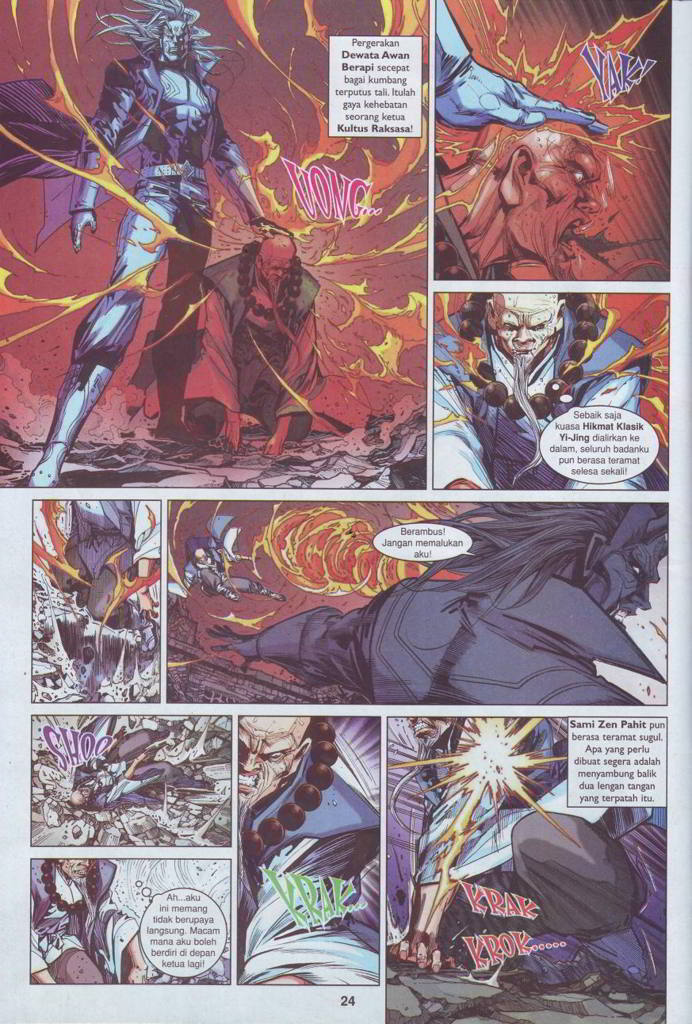 Pergerakan
Dewata Awan
Berapi secepat
bagai kumbang
terputus tali. Itulah
gaya kehebatan
seorang ketua
Kultus Raksasa!
VONG...
YAK!
Sebaik saja
kuasa Hikmat Klasik
Yi-Jing dialirkan ke
dalam, seluruh badanku
pun berasa teramat
selesa sekali!
Berambus!
Jangan memalukan
aku!
SHOO
Ah...aku
ini memang
tidak berupaya
langsung. Macam
mana aku boleh
berdiri di depan
ketua lagi!
KRAK..
Sami Zen Pahit pun
berasa teramat sugul.
Apa yang perlu
dibuat segera adalah
menyambung balik
dua lengan tangan
yang terpatah itu.
KRAK
KROK.....
24